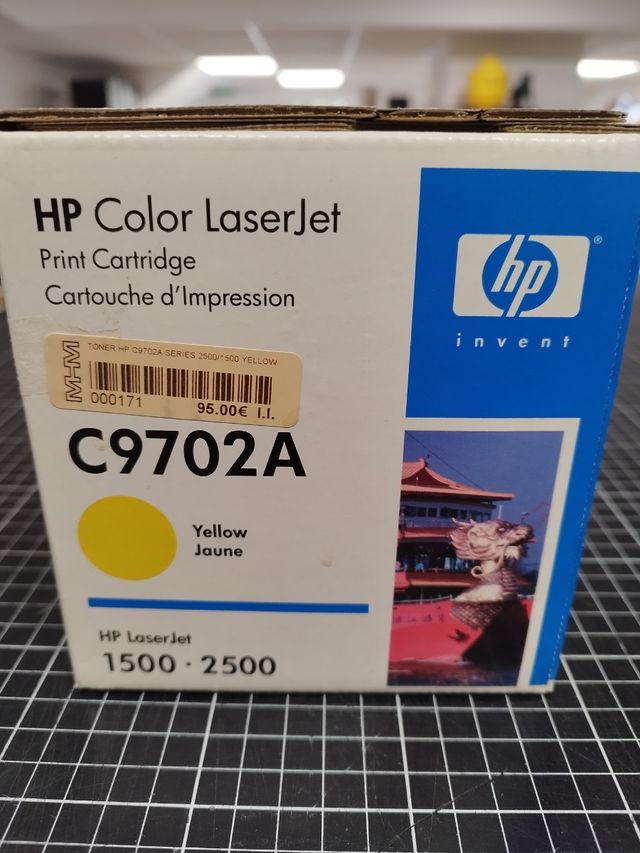 HP Color LaserJet
Print Cartridge
Cartouche d'Impression
hp®
invent
MHM
TONER HP C9702A SERIES 2500/1500 YELLOW
000171
95.00€ I.I.
C9702A
Yellow
Jaune
HP LaserJet
1500 · 2500